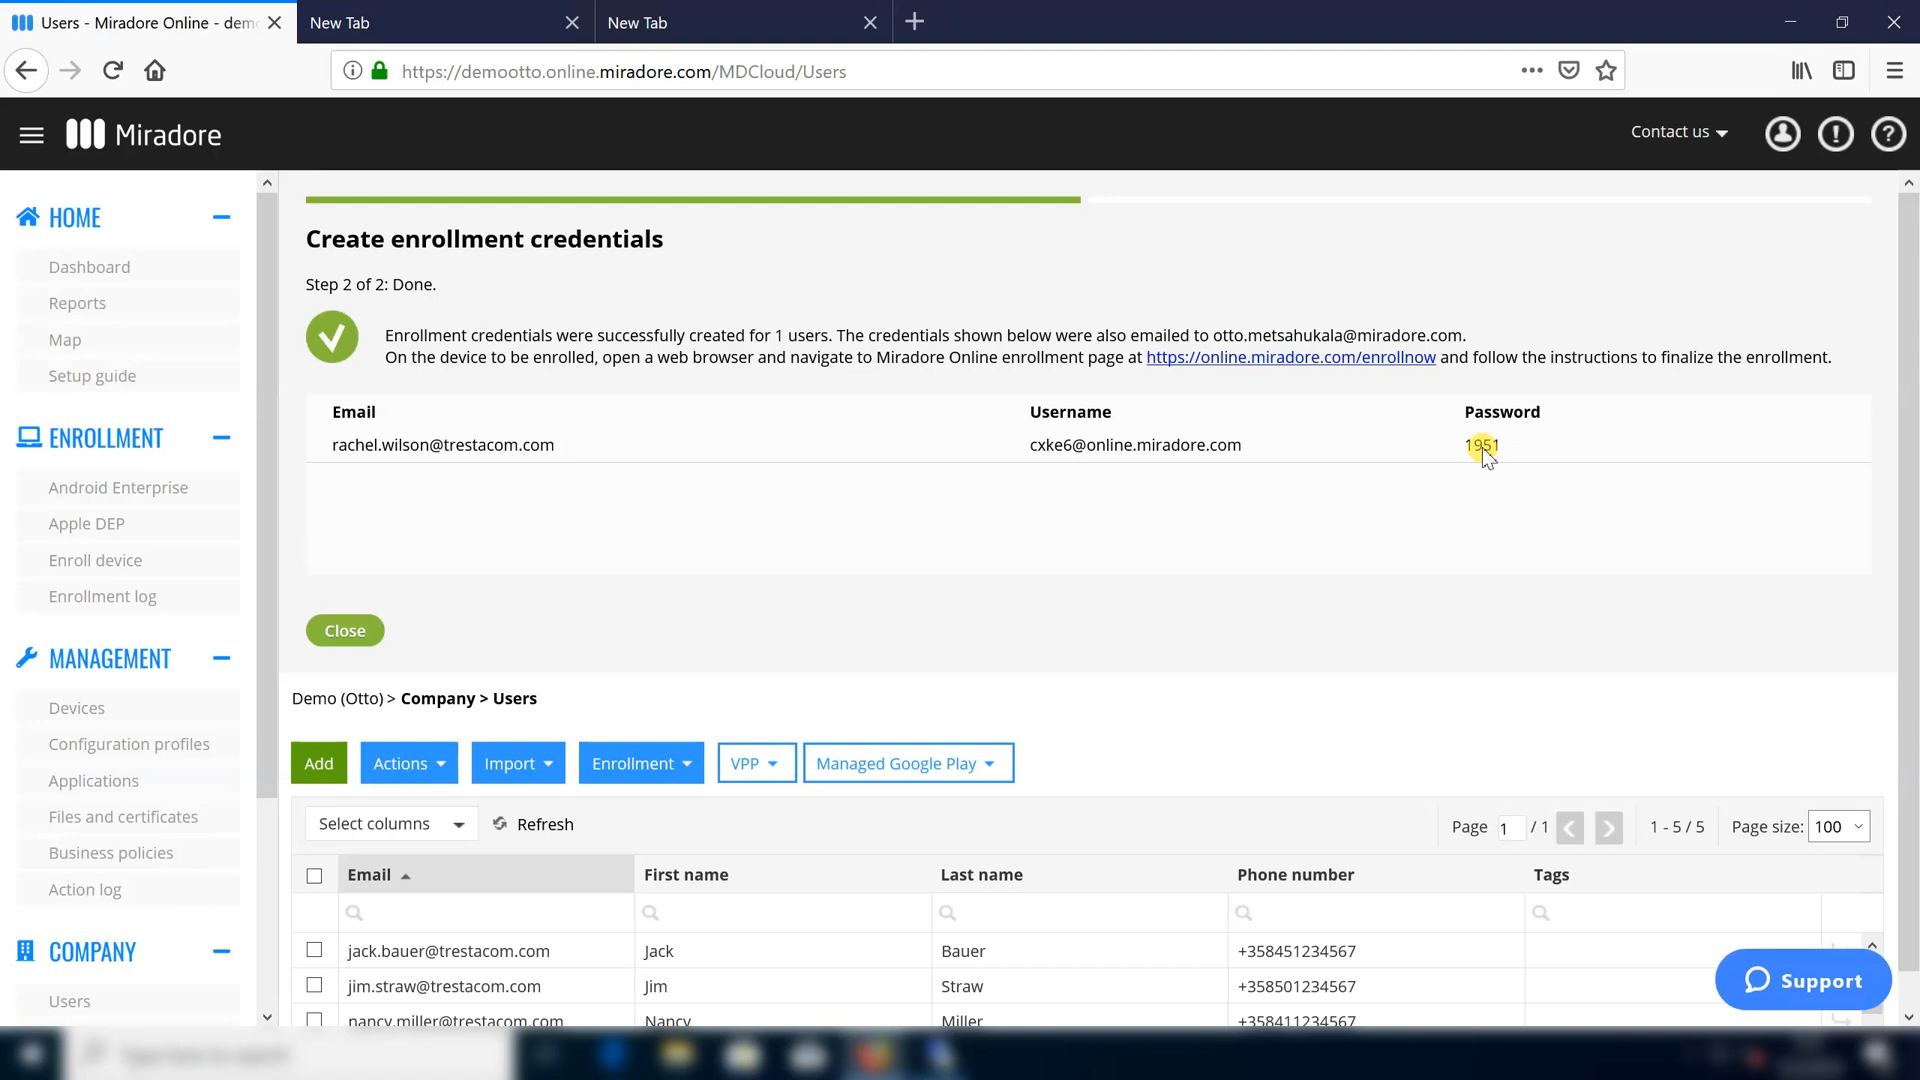 Users - Miradore Online - demo
New Tab
New Tab
https://demootto.online.miradore.com/MDCloud/Users
Miradore
Contact us
HOME
Dashboard
Reports
Map
Setup guide
ENROLLMENT
Android Enterprise
Apple DEP
Enroll device
Enrollment log
MANAGEMENT
Devices
Configuration profiles
Applications
Files and certificates
Business policies
Action log
COMPANY
Users
Create enrollment credentials
Step 2 of 2: Done.
Enrollment credentials were successfully created for 1 users. The credentials shown below were also emailed to otto.metsahukala@miradore.com.
On the device to be enrolled, open a web browser and navigate to Miradore Online enrollment page at https://online.miradore.com/enrollnow and follow the instructions to finalize the enrollment.
Email Username Password
rachel.wilson@trestacom.com cxke6@online.miradore.com 1951
Close
Demo (Otto) > Company > Users
Add Actions Import Enrollment VPP Managed Google Play
Select columns Refresh Page 1 / 1 1 - 5 / 5 Page size: 100
Email First name Last name Phone number Tags
jack.bauer@trestacom.com Jack Bauer +358451234567
jim.straw@trestacom.com Jim Straw +358501234567
nancy.miller@trestacom.com Nancy Miller +358411234567
Support
Type here to search